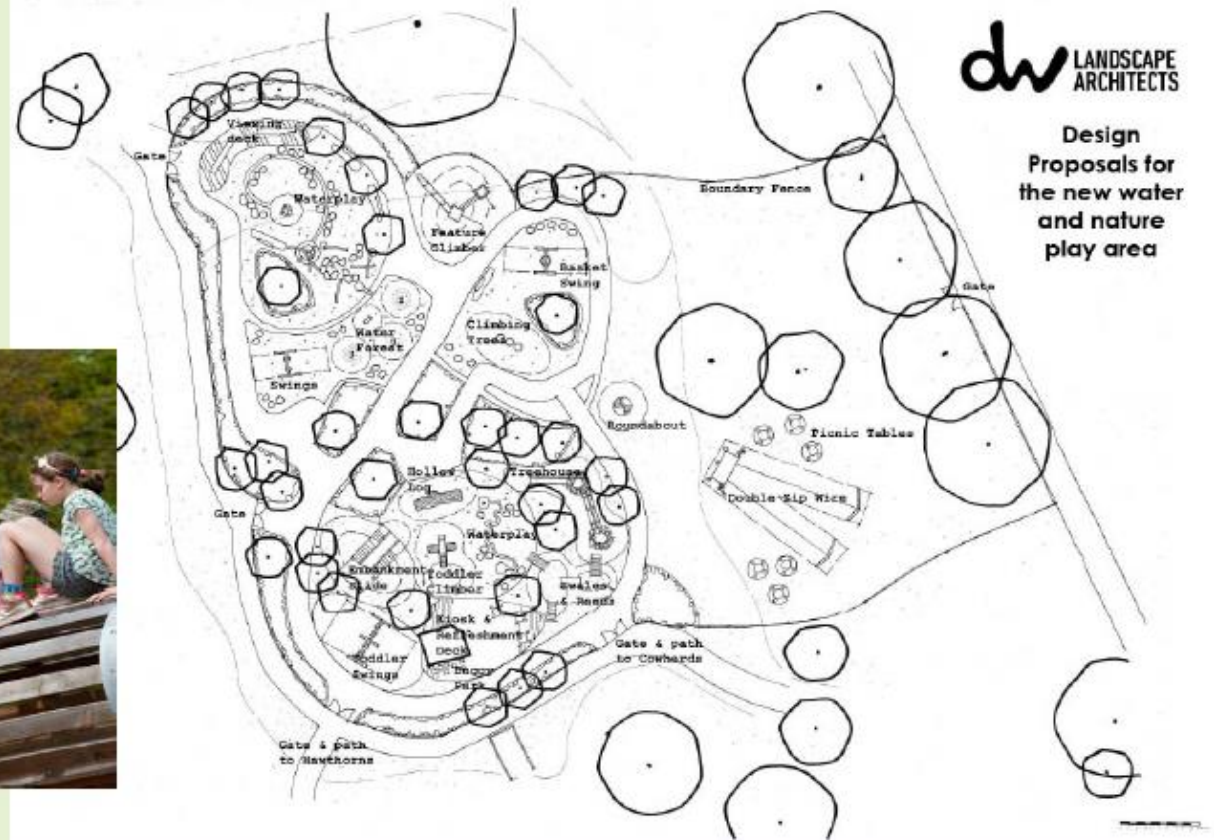 dw LANDSCAPE
ARCHITECTS
Design
Proposals for
the new water
and nature
play area
Viewing
deck
Gate
Waterplay
Feature
Climber
Boundary Fence
Basket
Swing
Gate
Climbing
Trees
Water
Forest
Swings
Roundabout
Picnic Tables
Hollow
Log
Treehouse
Double Zip Wire
Gate
Waterplay
Embankment
Slide
Toddler
Climber
Swales
& Reeds
Kiosk &
Refreshment
Deck
Gate & path
to Cowherds
Toddler
Swings
Buggy
Park
Gate & path
to Hawthorns